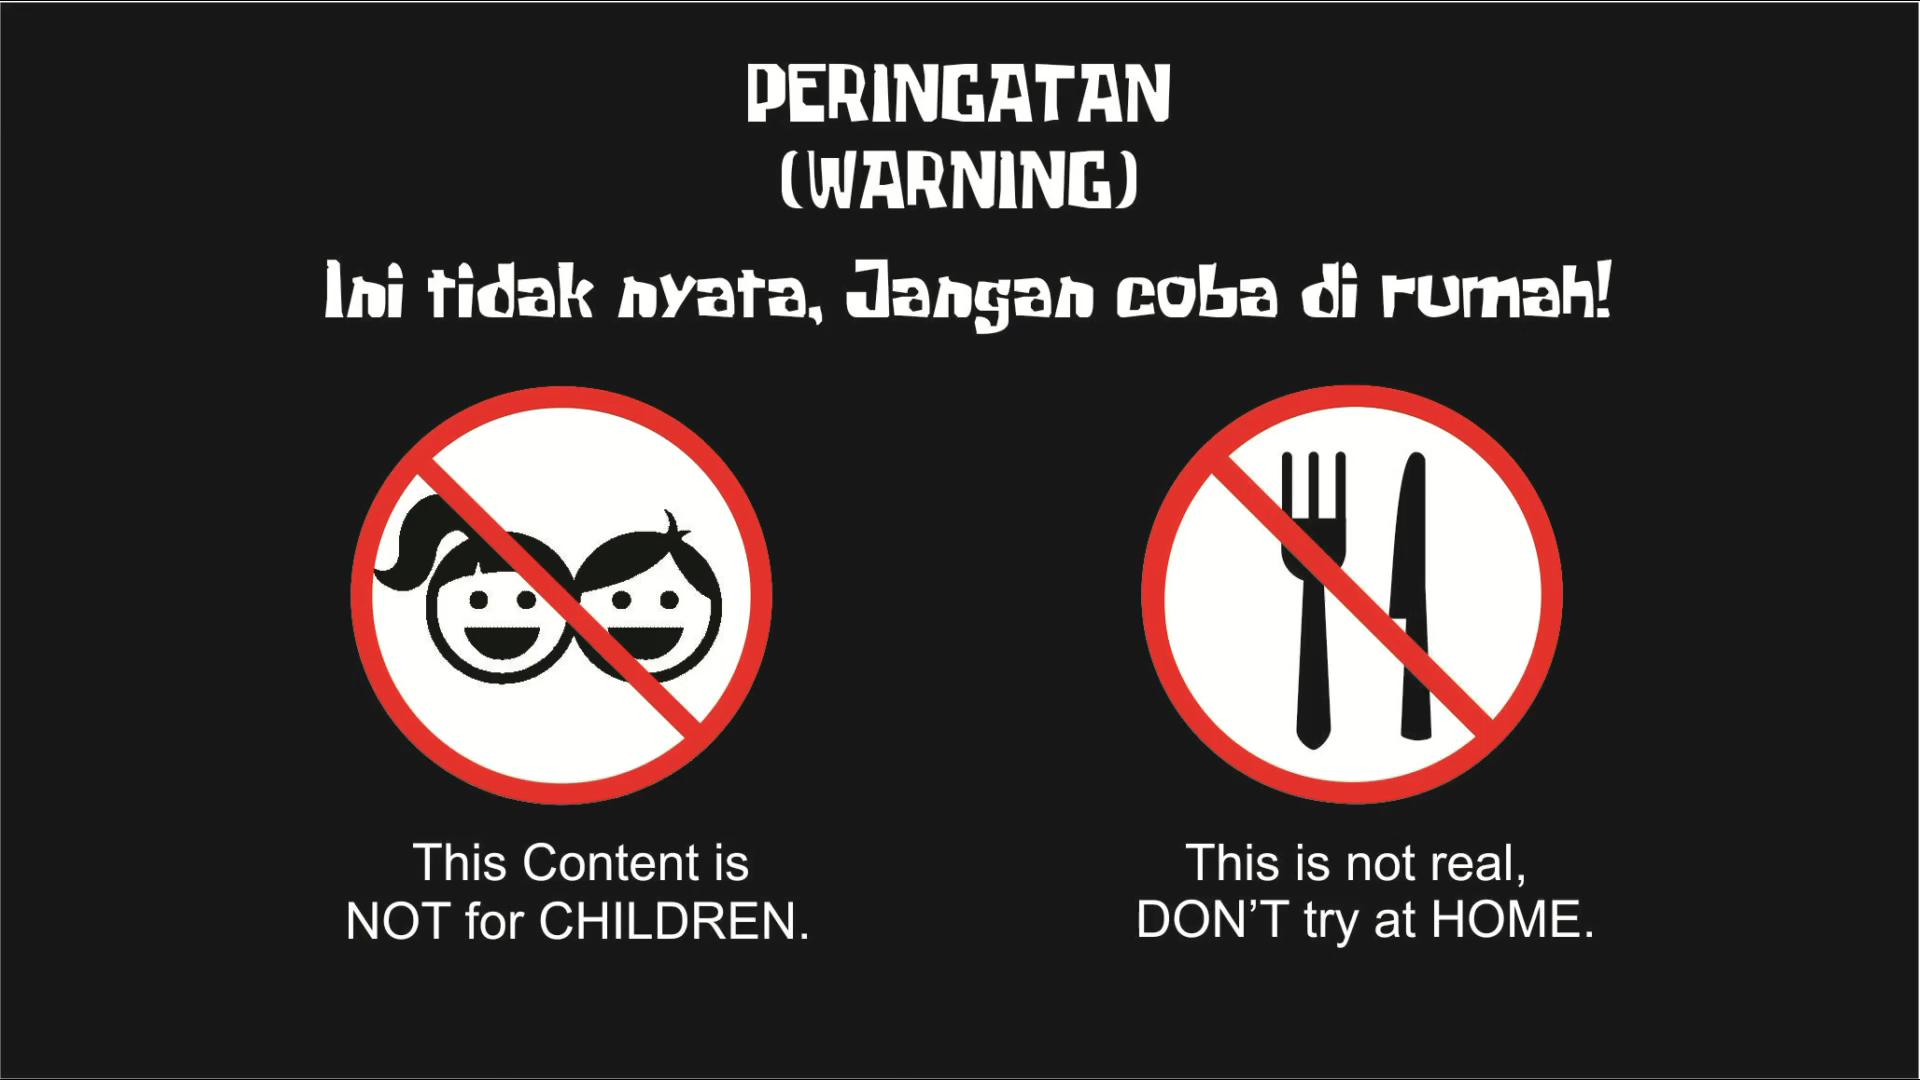 PERINGATAN
(WARNING)
Ini tidak nyata, Jangan coba di rumah!
This Content is
NOT for CHILDREN.
This is not real,
DON'T try at HOME.